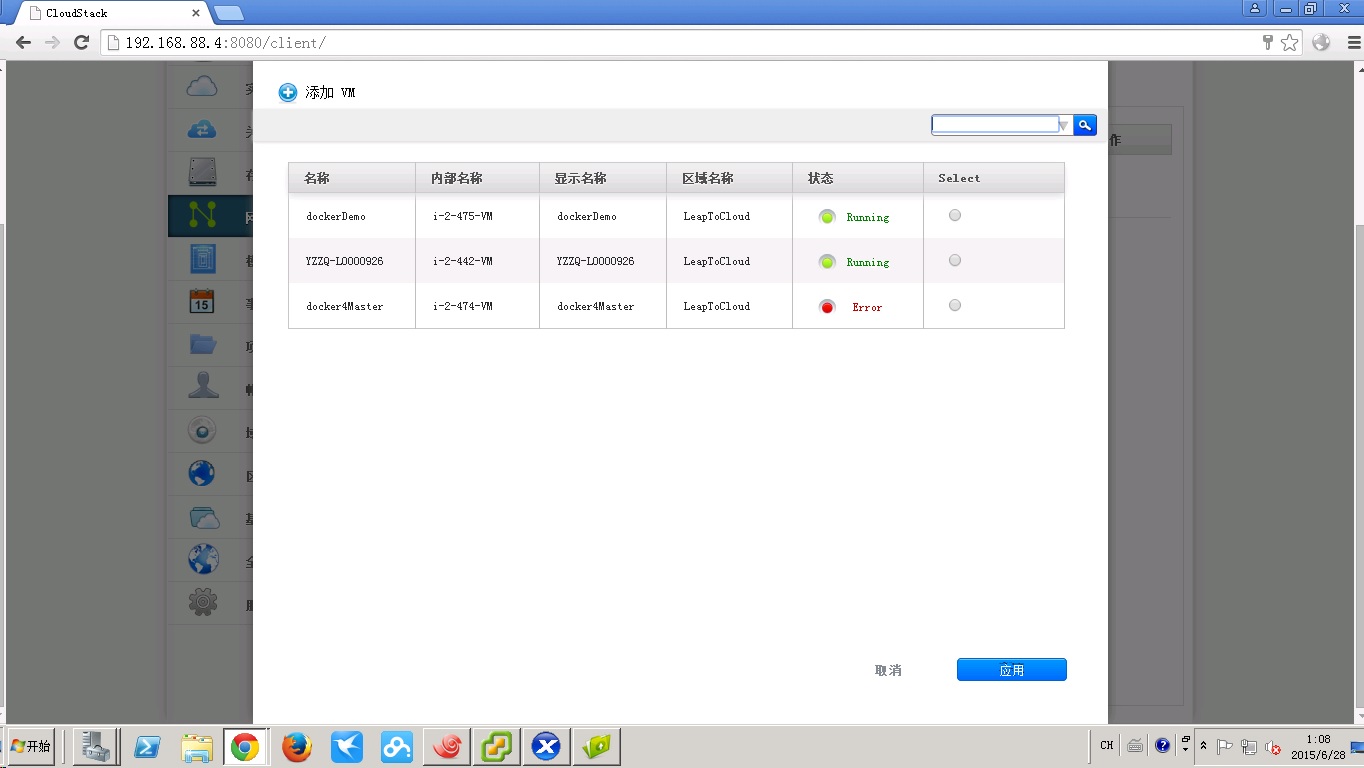 CloudStack
192.168.88.4:8080/client/
添加 VM
名称 内部名称 显示名称 区域名称 状态 Select
dockerDemo i-2-475-VM dockerDemo LeapToCloud Running
YZZQ-L0000926 i-2-442-VM YZZQ-L0000926 LeapToCloud Running
docker4Master i-2-474-VM docker4Master LeapToCloud Error
作
15
取消 应用
开始
CH
1:08
2015/6/28